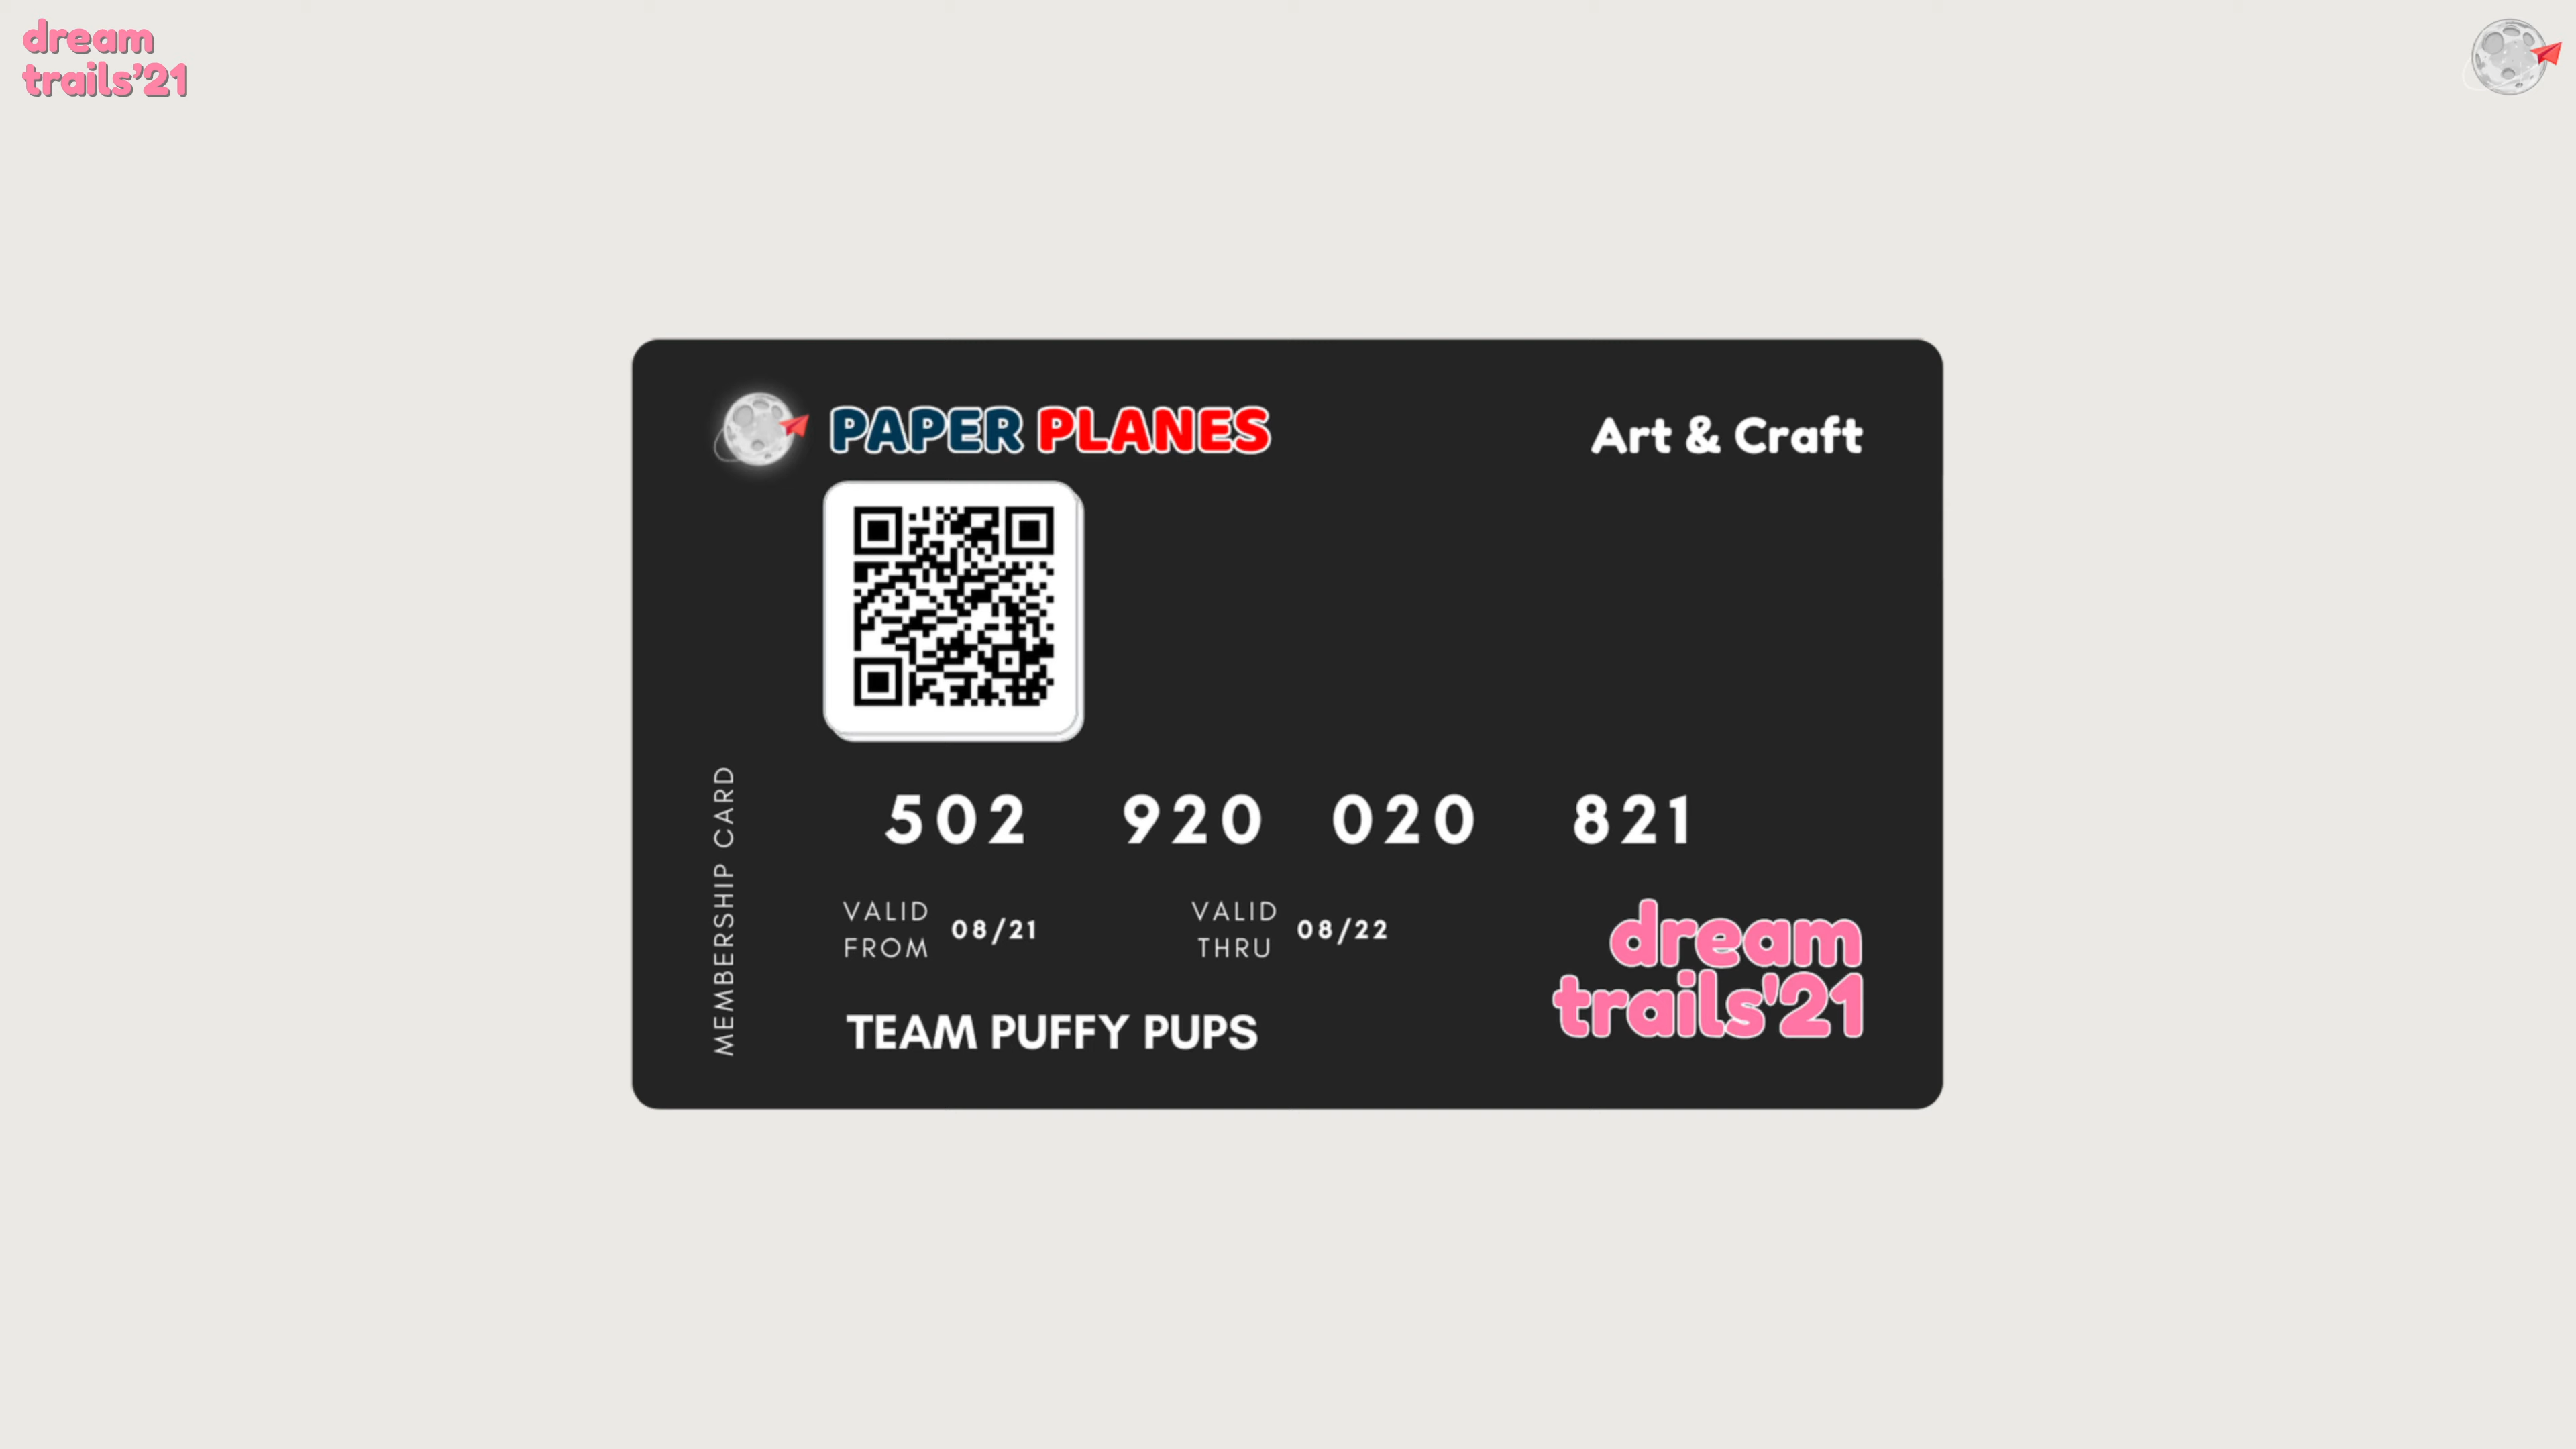 dream
trails’21
PAPER PLANES
Art & Craft
502 920 020 821
VALID
FROM
08/21
VALID
THRU
08/22
MEMBERSHIP CARD
dream
trails'21
TEAM PUFFY PUPS